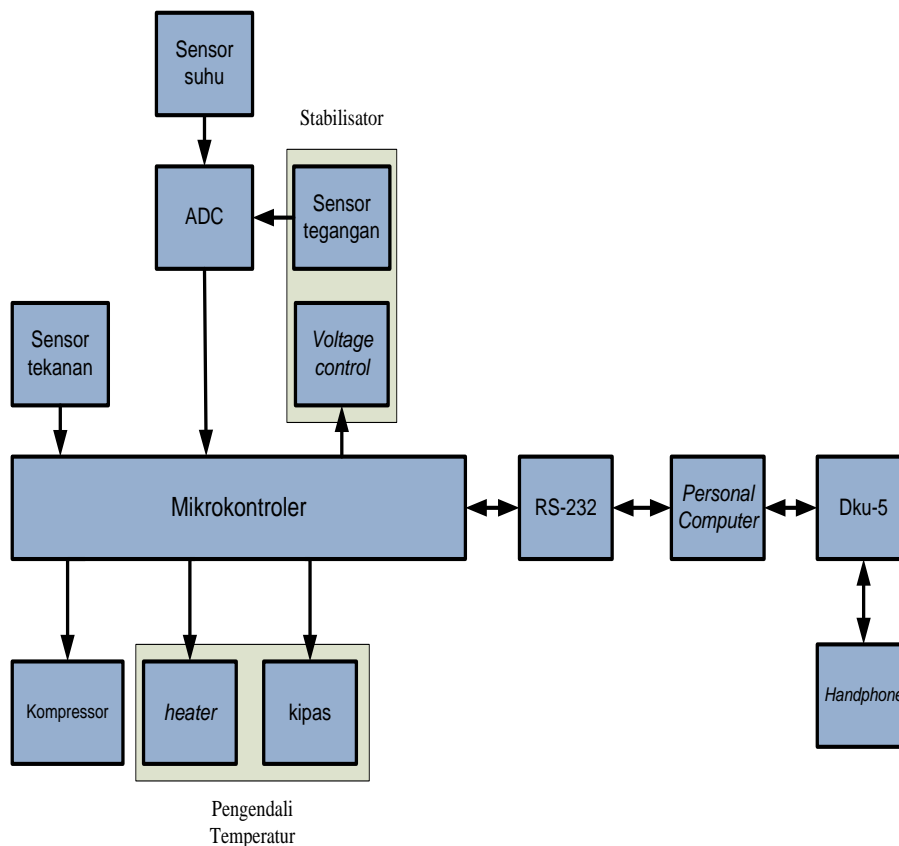 Sensor
suhu
Stabilisator
ADC
Sensor
tegangan
Sensor
tekanan
Voltage
control
Mikrokontroler
RS-232
Personal
Computer
Dku-5
Kompressor
heater
kipas
Handphone
Pengendali
Temperatur